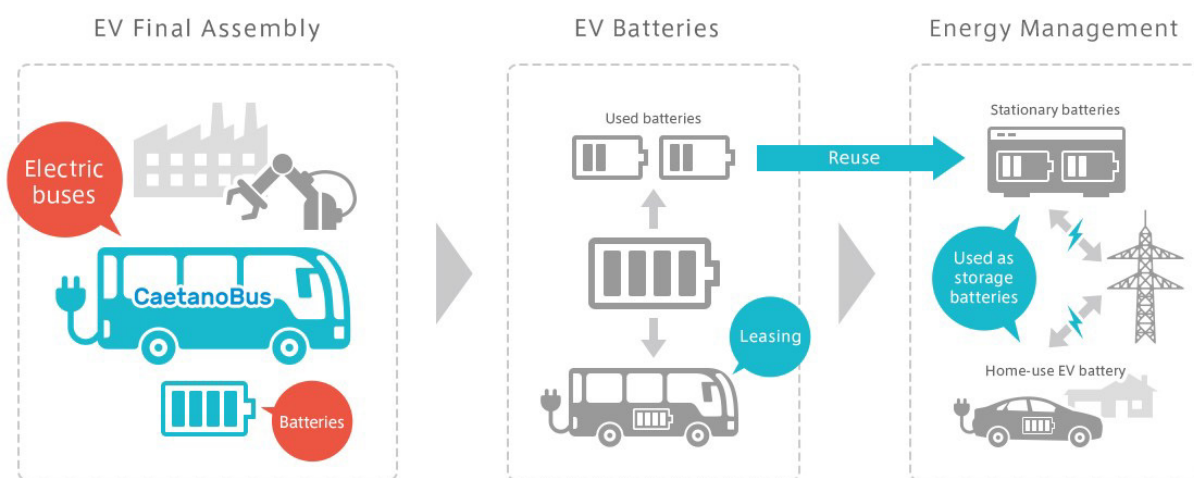 EV Final Assembly
Electric
buses
CaetanoBus
Batteries
EV Batteries
Used batteries
Reuse
Leasing
Energy Management
Stationary batteries
Used as
storage
batteries
Home-use EV battery